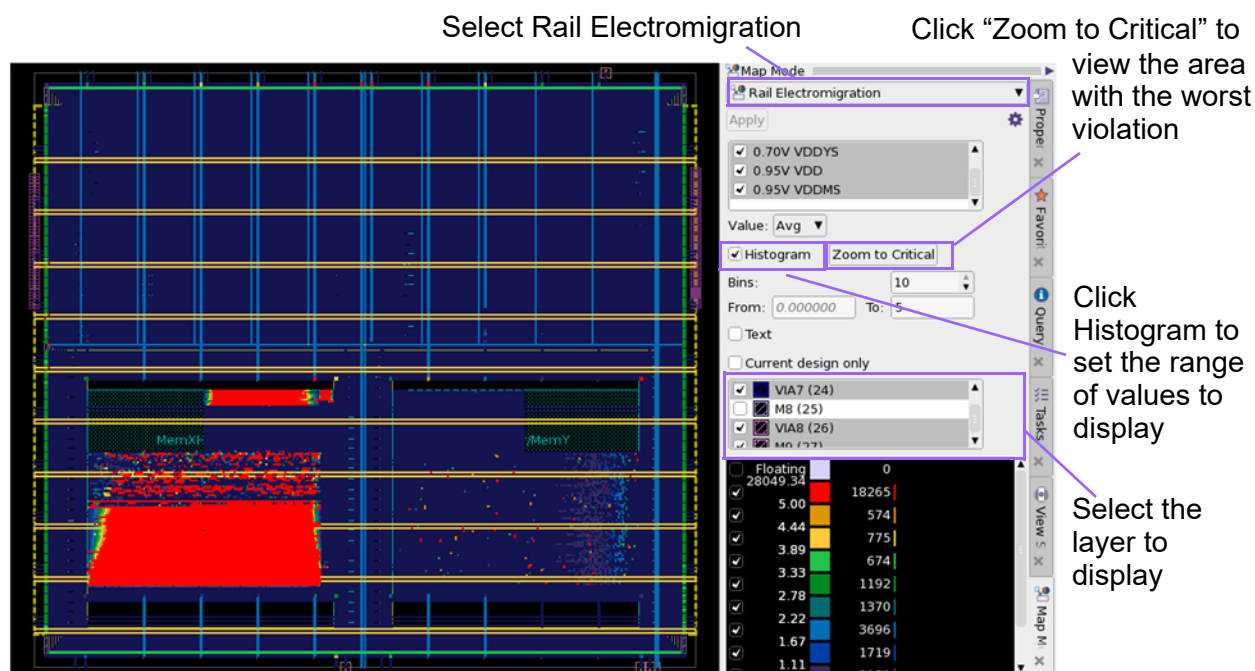 Select Rail Electromigration
Click “Zoom to Critical” to
view the area
with the worst
violation
Map Mode
Rail Electromigration
Apply
0.70V VDDYS
0.95V VDD
0.95V VDDMS
Value: Avg
Histogram
Zoom to Critical
Bins: 10
From: 0.000000 To: 5
Text
Current design only
VIA7 (24)
M8 (25)
VIA8 (26)
M9 (27)
Floating 0
28049.34
18265
5.00
574
4.44
775
3.89
674
3.33
1192
2.78
1370
2.22
3696
1.67
1719
1.11
Proper
Favorit
Query
Tasks
View S
Map M
Click
Histogram to
set the range
of values to
display
Select the
layer to
display
MemX
MemY